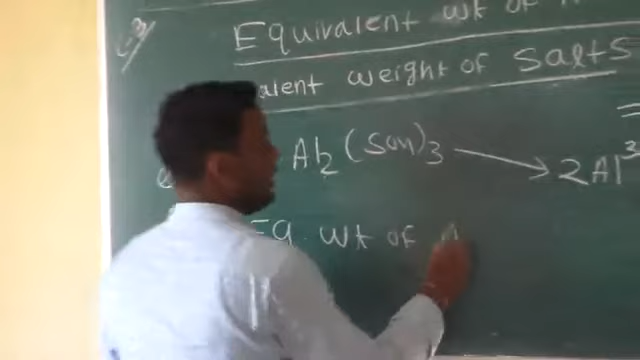 Equivalent wt of
alent weight of salts
Al2(SO4)3 → 2Al3
Eq. wt of